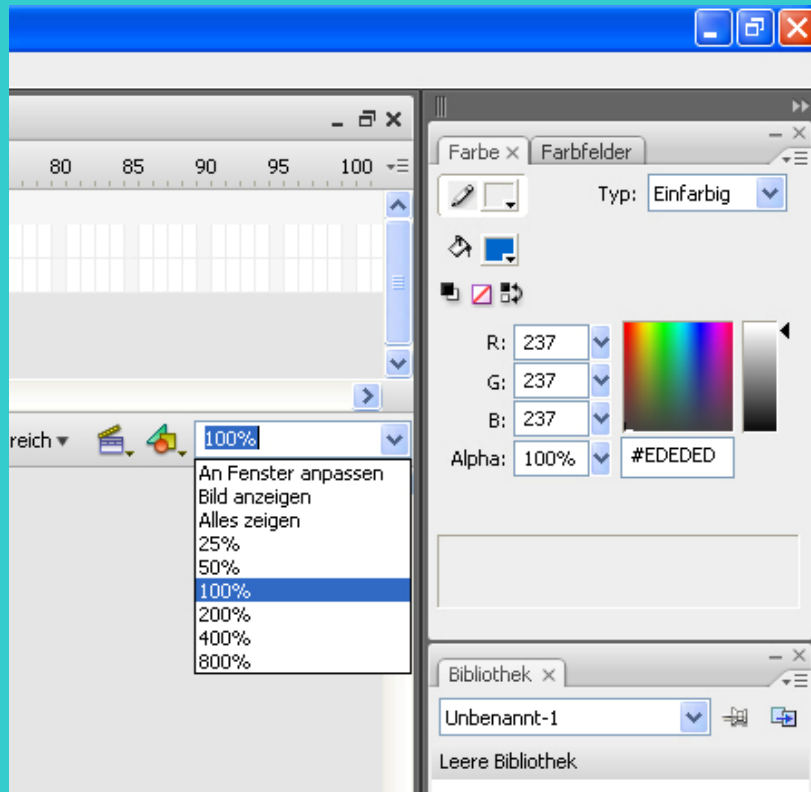 80 85 90 95 100
reich
100%
An Fenster anpassen
Bild anzeigen
Alles zeigen
25%
50%
100%
200%
400%
800%
Farbe Farbfelder
Typ: Einfarbig
R: 237
G: 237
B: 237
Alpha: 100% #EDEDED
Bibliothek
Unbenannt-1
Leere Bibliothek